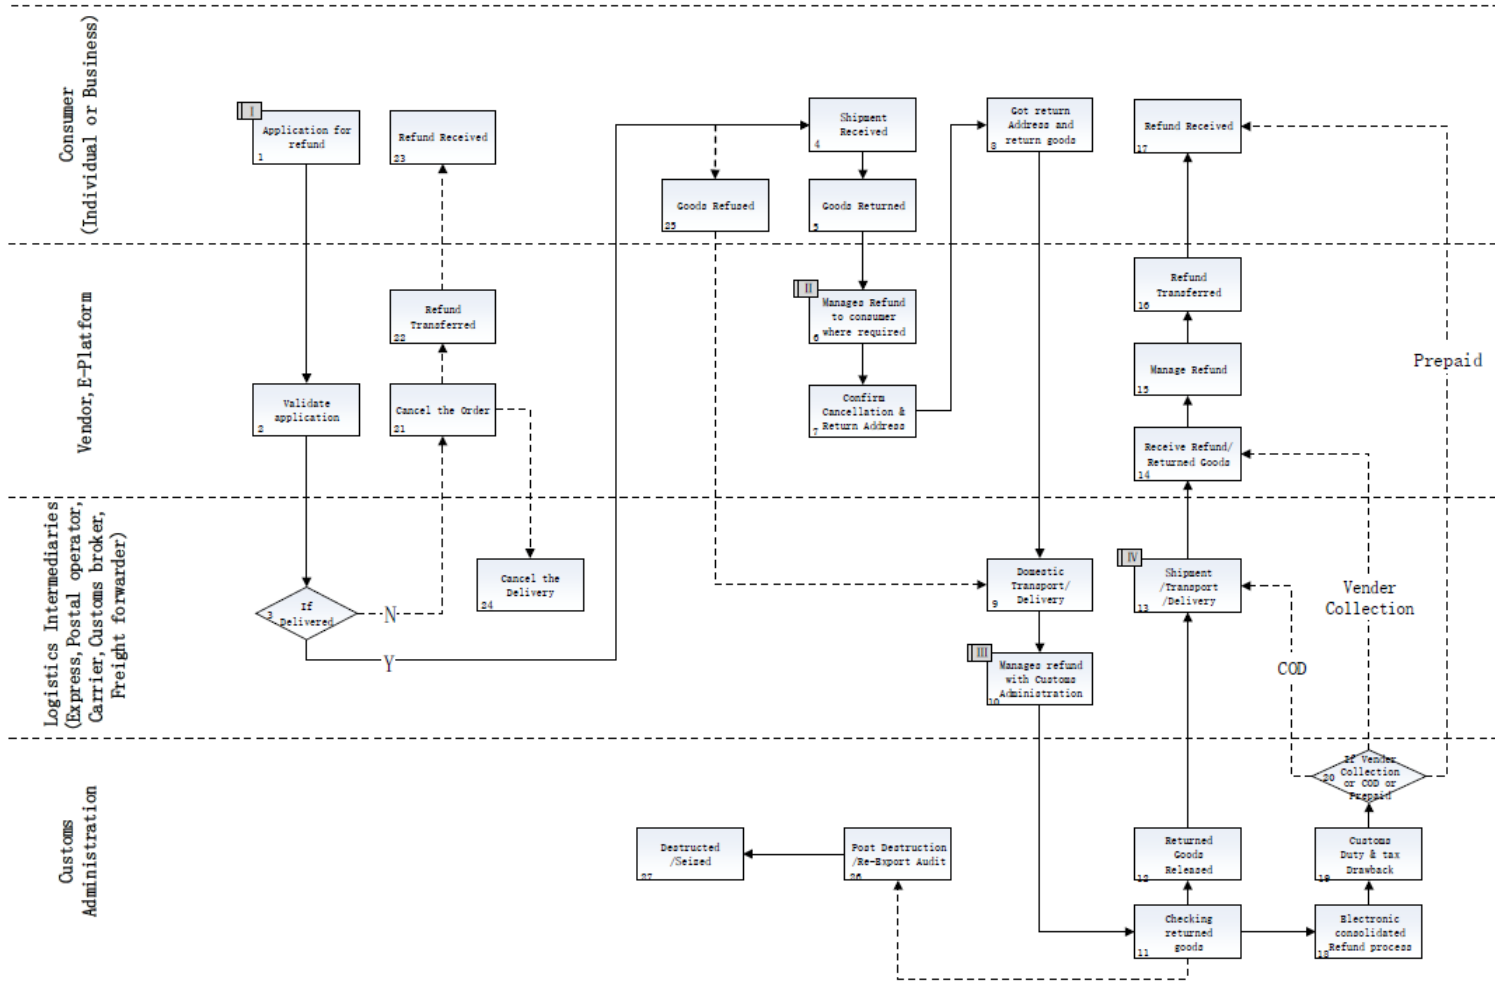 Consumer
(Individual or Business)
I
Application for
refund
1
Refund Received
23
Goods Refused
25
Shipment
Received
4
Goods Returned
5
Got return
Address and
return goods
8
Refund Received
17
Vendor, E-Platform
Validate
application
2
Refund
Transferred
22
Cancel the Order
21
II
Manages Refund
to consumer
where required
6
Confirm
Cancellation &
Return Address
7
Refund
Transferred
16
Manage Refund
15
Receive Refund/
Returned Goods
14
Prepaid
Logistics Intermediaries
(Express, Postal operator,
Carrier, Customs broker,
Freight forwarder)
If
Delivered
3
N
Y
Cancel the
Delivery
24
Domestic
Transport/
Delivery
9
III
Manages refund
with Customs
Administration
10
IV
Shipment
/Transport
/Delivery
13
COD
Vender
Collection
Customs
Administration
Destructed
/Seized
27
Post Destruction
/Re-Export Audit
26
Returned
Goods
Released
12
Checking
returned
goods
11
If Vender
Collection
or COD or
Prepaid
20
Customs
Duty & tax
Drawback
19
Electronic
consolidated
Refund process
18